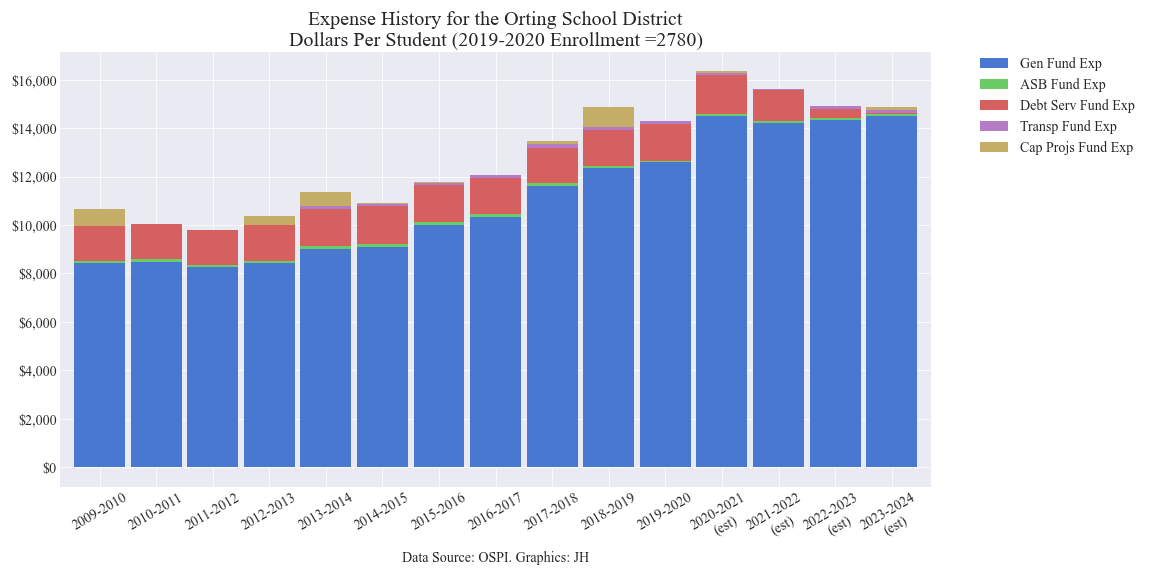 Expense History for the Orting School District
Dollars Per Student (2019-2020 Enrollment =2780)
$16,000
$14,000
$12,000
$10,000
$8,000
$6,000
$4,000
$2,000
$0
Gen Fund Exp
ASB Fund Exp
Debt Serv Fund Exp
Transp Fund Exp
Cap Projs Fund Exp
2009-2010
2010-2011
2011-2012
2012-2013
2013-2014
2014-2015
2015-2016
2016-2017
2017-2018
2018-2019
2019-2020
2020-2021
(est)
2021-2022
(est)
2022-2023
(est)
2023-2024
(est)
Data Source: OSPI. Graphics: JH